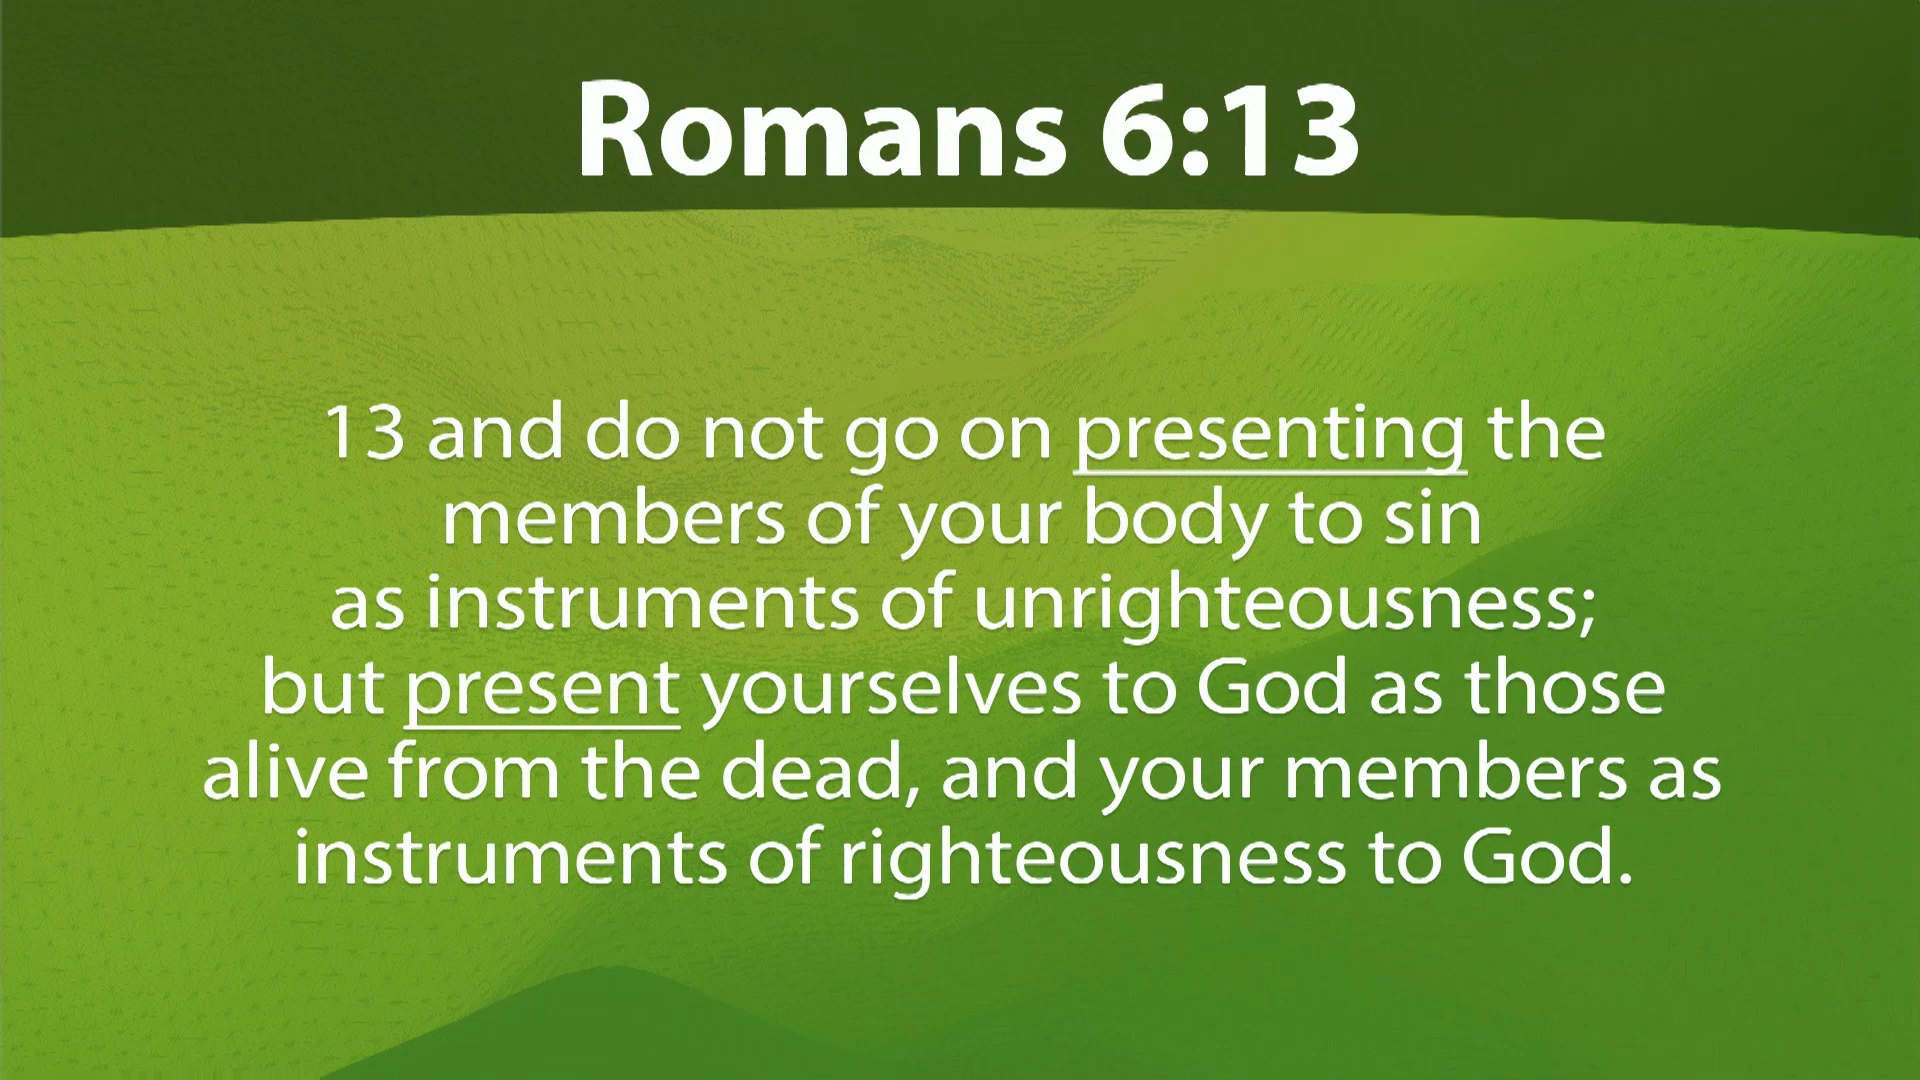 Romans 6:13
13 and do not go on presenting the
members of your body to sin
as instruments of unrighteousness;
but present yourselves to God as those
alive from the dead, and your members as
instruments of righteousness to God.